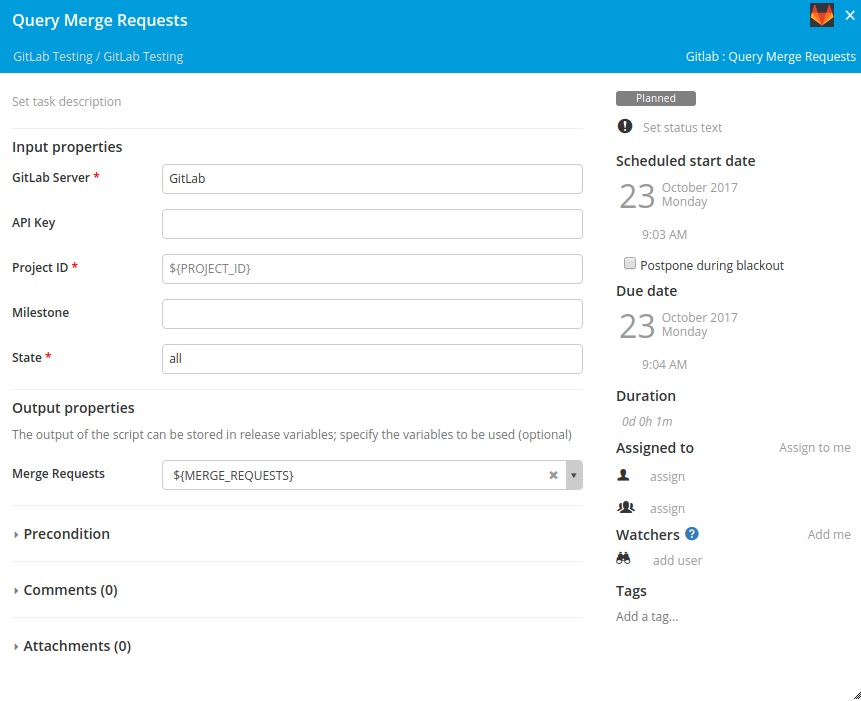 Query Merge Requests
GitLab Testing / GitLab Testing
Gitlab : Query Merge Requests
Set task description
Input properties
GitLab Server *
GitLab
API Key
Project ID *
${PROJECT_ID}
Milestone
State *
all
Output properties
The output of the script can be stored in release variables; specify the variables to be used (optional)
Merge Requests
${MERGE_REQUESTS}
Precondition
Comments (0)
Attachments (0)
Planned
Set status text
Scheduled start date
23
October 2017
Monday
9:03 AM
Postpone during blackout
Due date
23
October 2017
Monday
9:04 AM
Duration
0d 0h 1m
Assigned to
Assign to me
assign
assign
Watchers ?
Add me
add user
Tags
Add a tag...